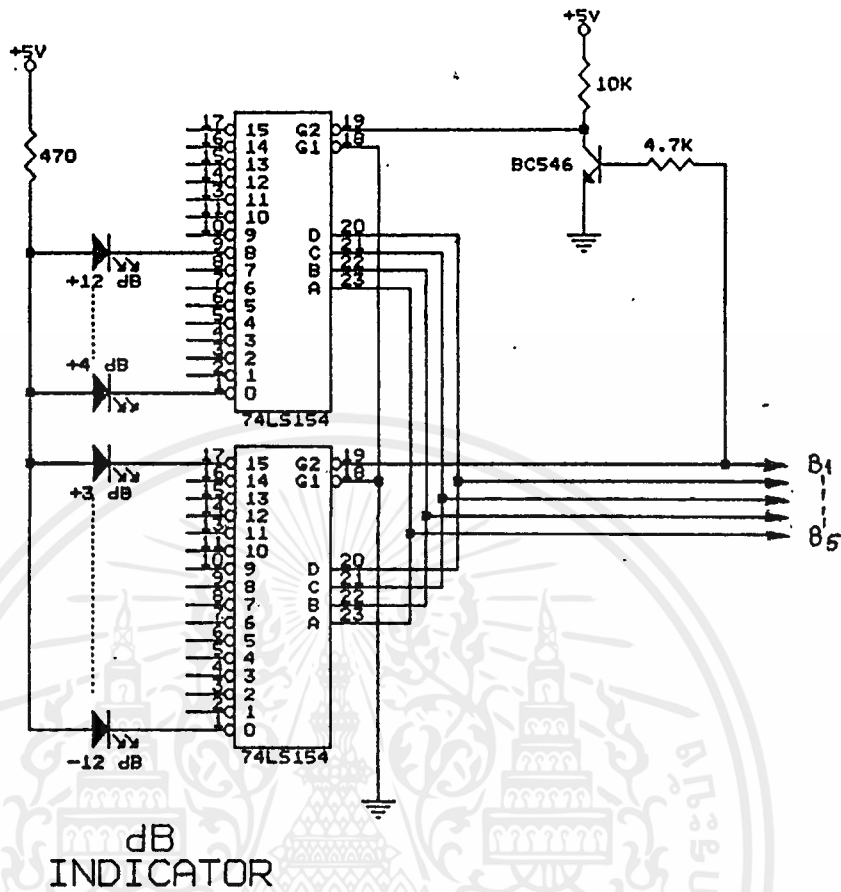 +5V
+5V
10K
470
BC546
4.7K
17 15 G2 19
16 14 G1 18
15 13
14 12
13 11
11 10
10 9 D 20
9 8 C 21
8 7 B 22
7 6 A 23
6 5
5 4
4 3
3 2
2 1
1 0
+12 dB
+4 dB
74LS154
17 15 G2 19
16 14 G1 18
15 13
14 12
13 11
11 10
10 9 D 20
9 8 C 21
8 7 B 22
7 6 A 23
6 5
5 4
4 3
3 2
2 1
1 0
+3 dB
-12 dB
74LS154
B1
B5
dB
INDICATOR